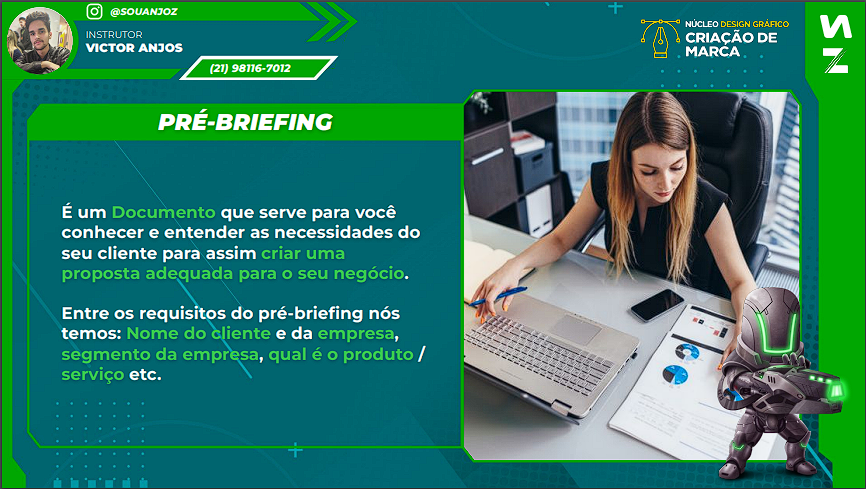 @SOUANJOZ
INSTRUTOR
VICTOR ANJOS
(21) 98116-7012
NÚCLEO DESIGN GRÁFICO
CRIAÇÃO DE
MARCA
PRÉ-BRIEFING
É um Documento que serve para você
conhecer e entender as necessidades do
seu cliente para assim criar uma
proposta adequada para o seu negócio.
Entre os requisitos do pré-briefing nós
temos: Nome do cliente e da empresa,
segmento da empresa, qual é o produto /
serviço etc.